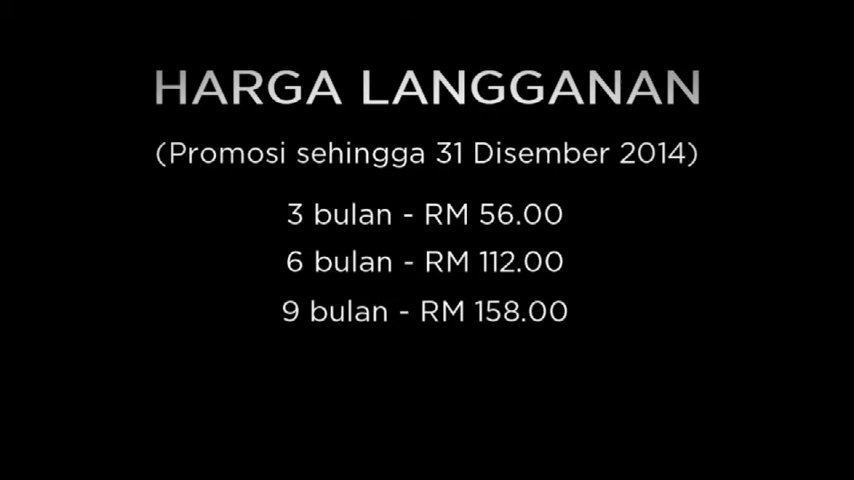 HARGA LANGGANAN
(Promosi sehingga 31 Disember 2014)
3 bulan - RM 56.00
6 bulan - RM 112.00
9 bulan - RM 158.00